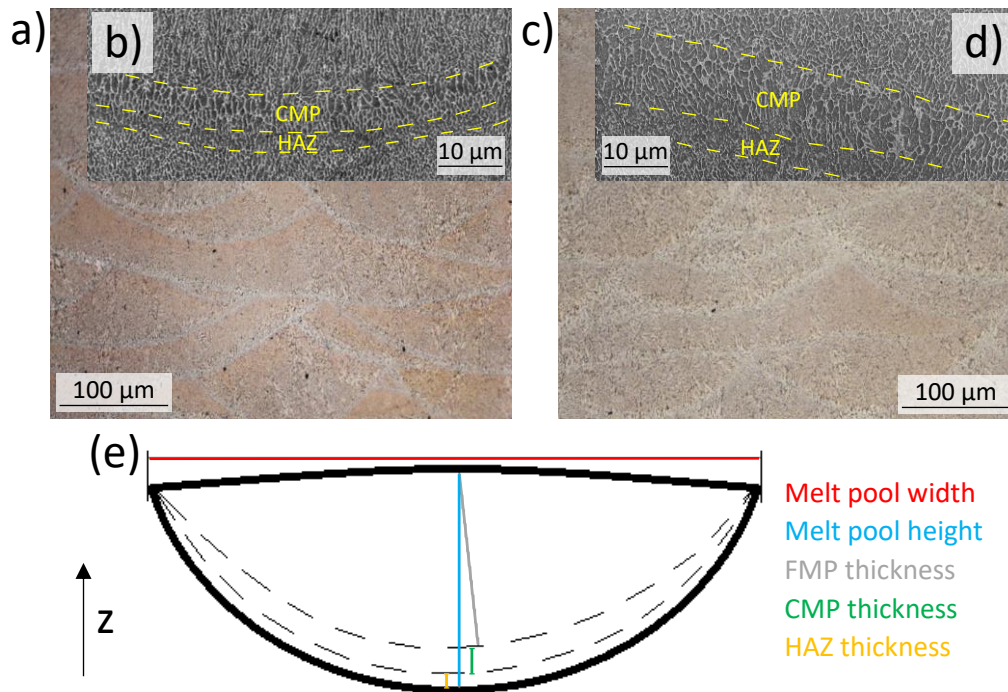 a)
b)
CMP
HAZ
10 µm
100 µm
c)
d)
CMP
HAZ
10 µm
100 µm
(e)
z
Melt pool width
Melt pool height
FMP thickness
CMP thickness
HAZ thickness